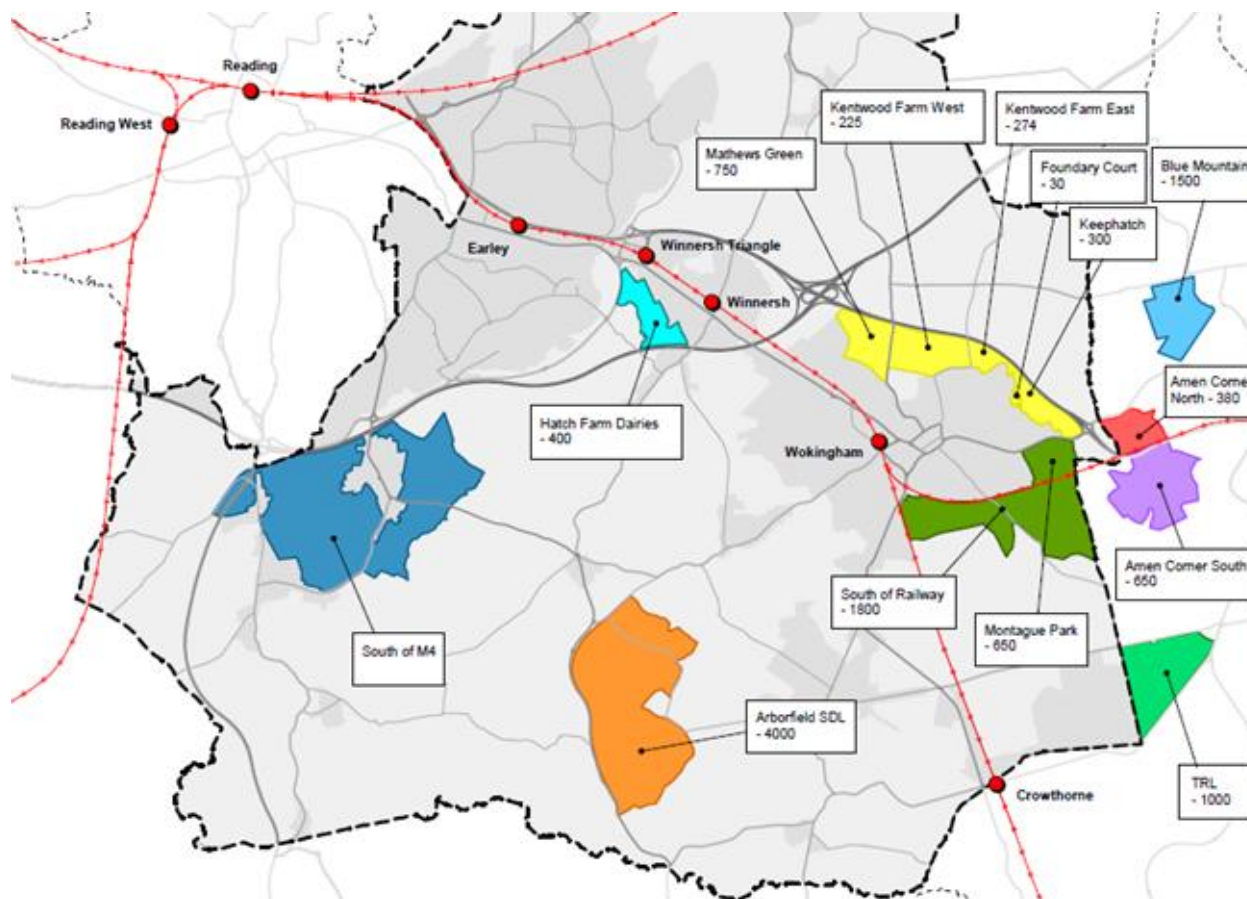 Reading
Reading West
Kentwood Farm West
- 225
Kentwood Farm East
- 274
Mathews Green
- 750
Foundary Court
- 30
Blue Mountain
- 1500
Keephatch
- 300
Earley
Winnersh Triangle
Winnersh
Amen Corne
North - 380
Hatch Farm Dairies
- 400
Wokingham
Amen Corner South
- 650
South of Railway
- 1800
Montague Park
- 650
South of M4
Arborfield SDL
- 4000
TRL
- 1000
Crowthorne